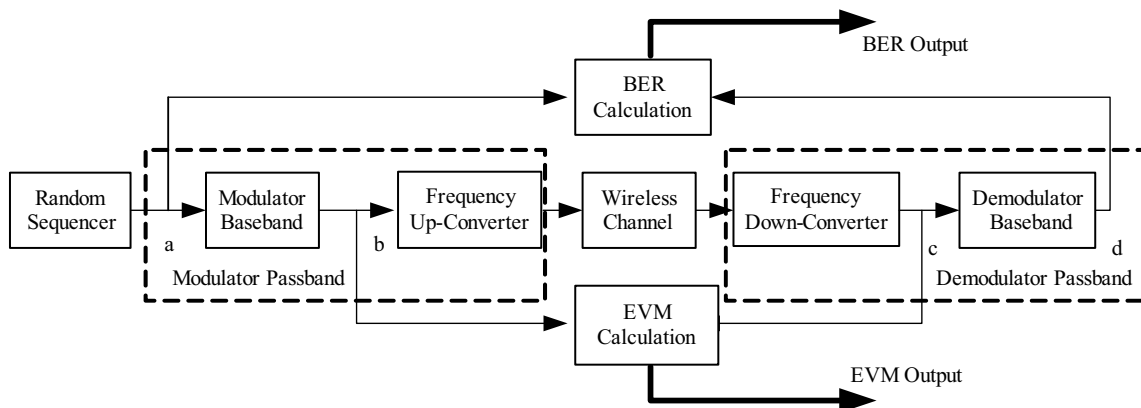 BER Output
BER
Calculation
Random
Sequencer
Modulator
Baseband
Frequency
Up-Converter
Wireless
Channel
Frequency
Down-Converter
Demodulator
Baseband
a
b
c
d
Modulator Passband
Demodulator Passband
EVM
Calculation
EVM Output